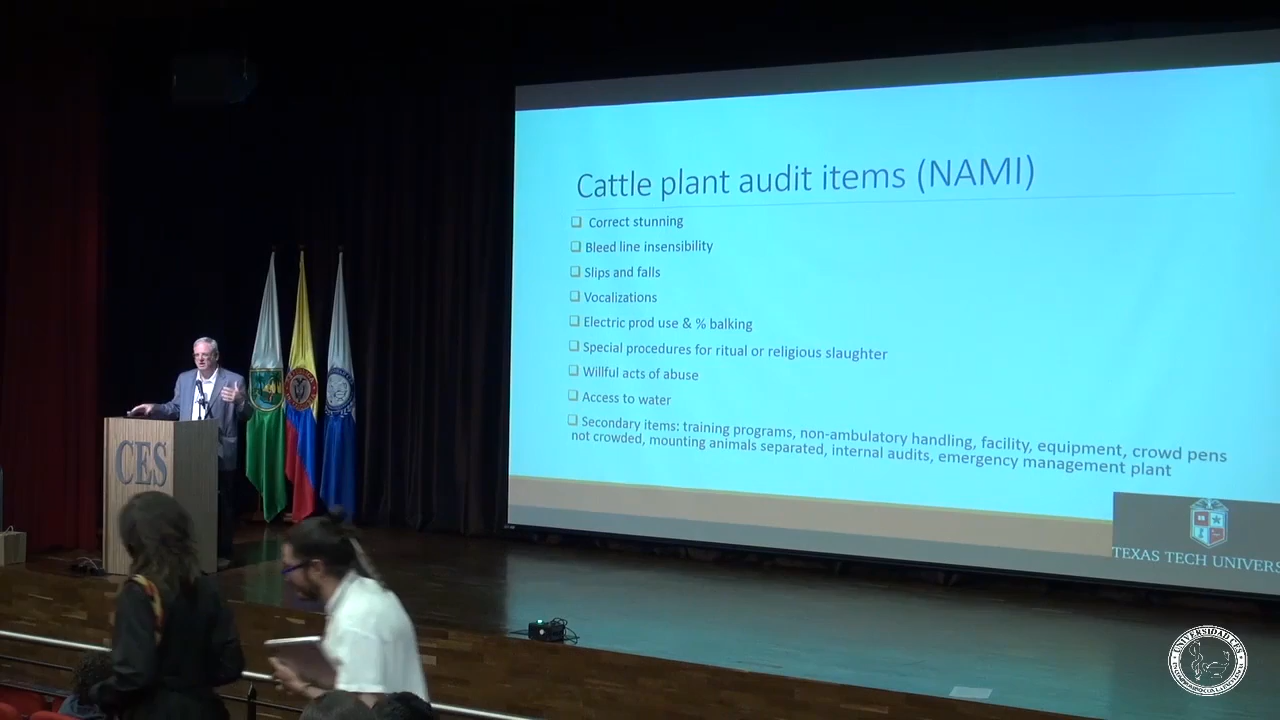 Cattle plant audit items (NAMI)
Correct stunning
Bleed line insensibility
Slips and falls
Vocalizations
Electric prod use & % balking
Special procedures for ritual or religious slaughter
Willful acts of abuse
Access to water
Secondary items: training programs, non-ambulatory handling, facility, equipment, crowd pens
not crowded, mounting animals separated, internal audits, emergency management plant
CES
TEXAS TECH UNIVERS
UNIVERSIDAD CES